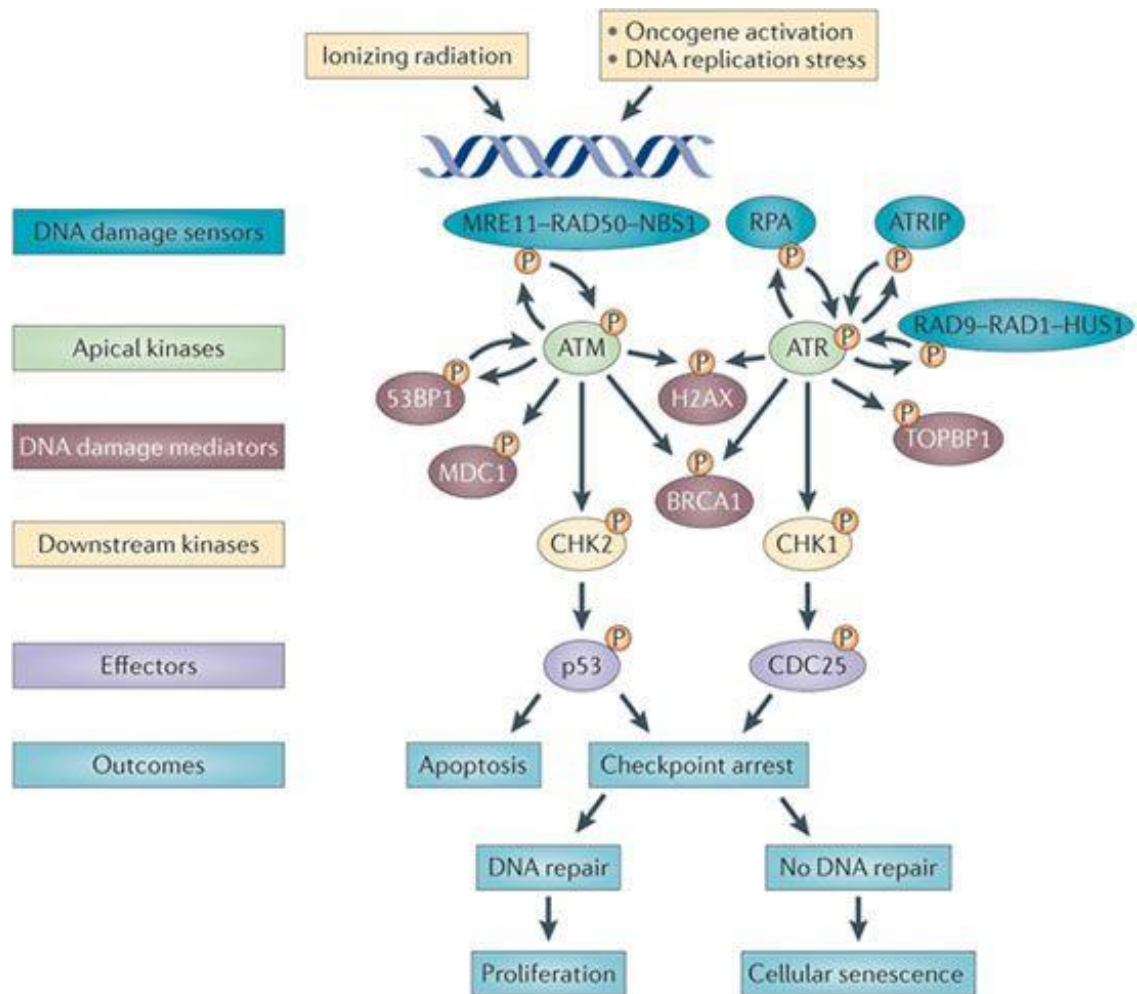 Ionizing radiation
• Oncogene activation
• DNA replication stress
DNA damage sensors
MRE11–RAD50–NBS1
RPA
ATRIP
P
P
P
RAD9–RAD1–HUS1
P
Apical kinases
ATM
P
ATR
P
53BP1
P
H2AX
P
DNA damage mediators
MDC1
P
BRCA1
P
TOPBP1
P
Downstream kinases
CHK2
P
CHK1
P
Effectors
p53
P
CDC25
P
Outcomes
Apoptosis
Checkpoint arrest
DNA repair
No DNA repair
Proliferation
Cellular senescence